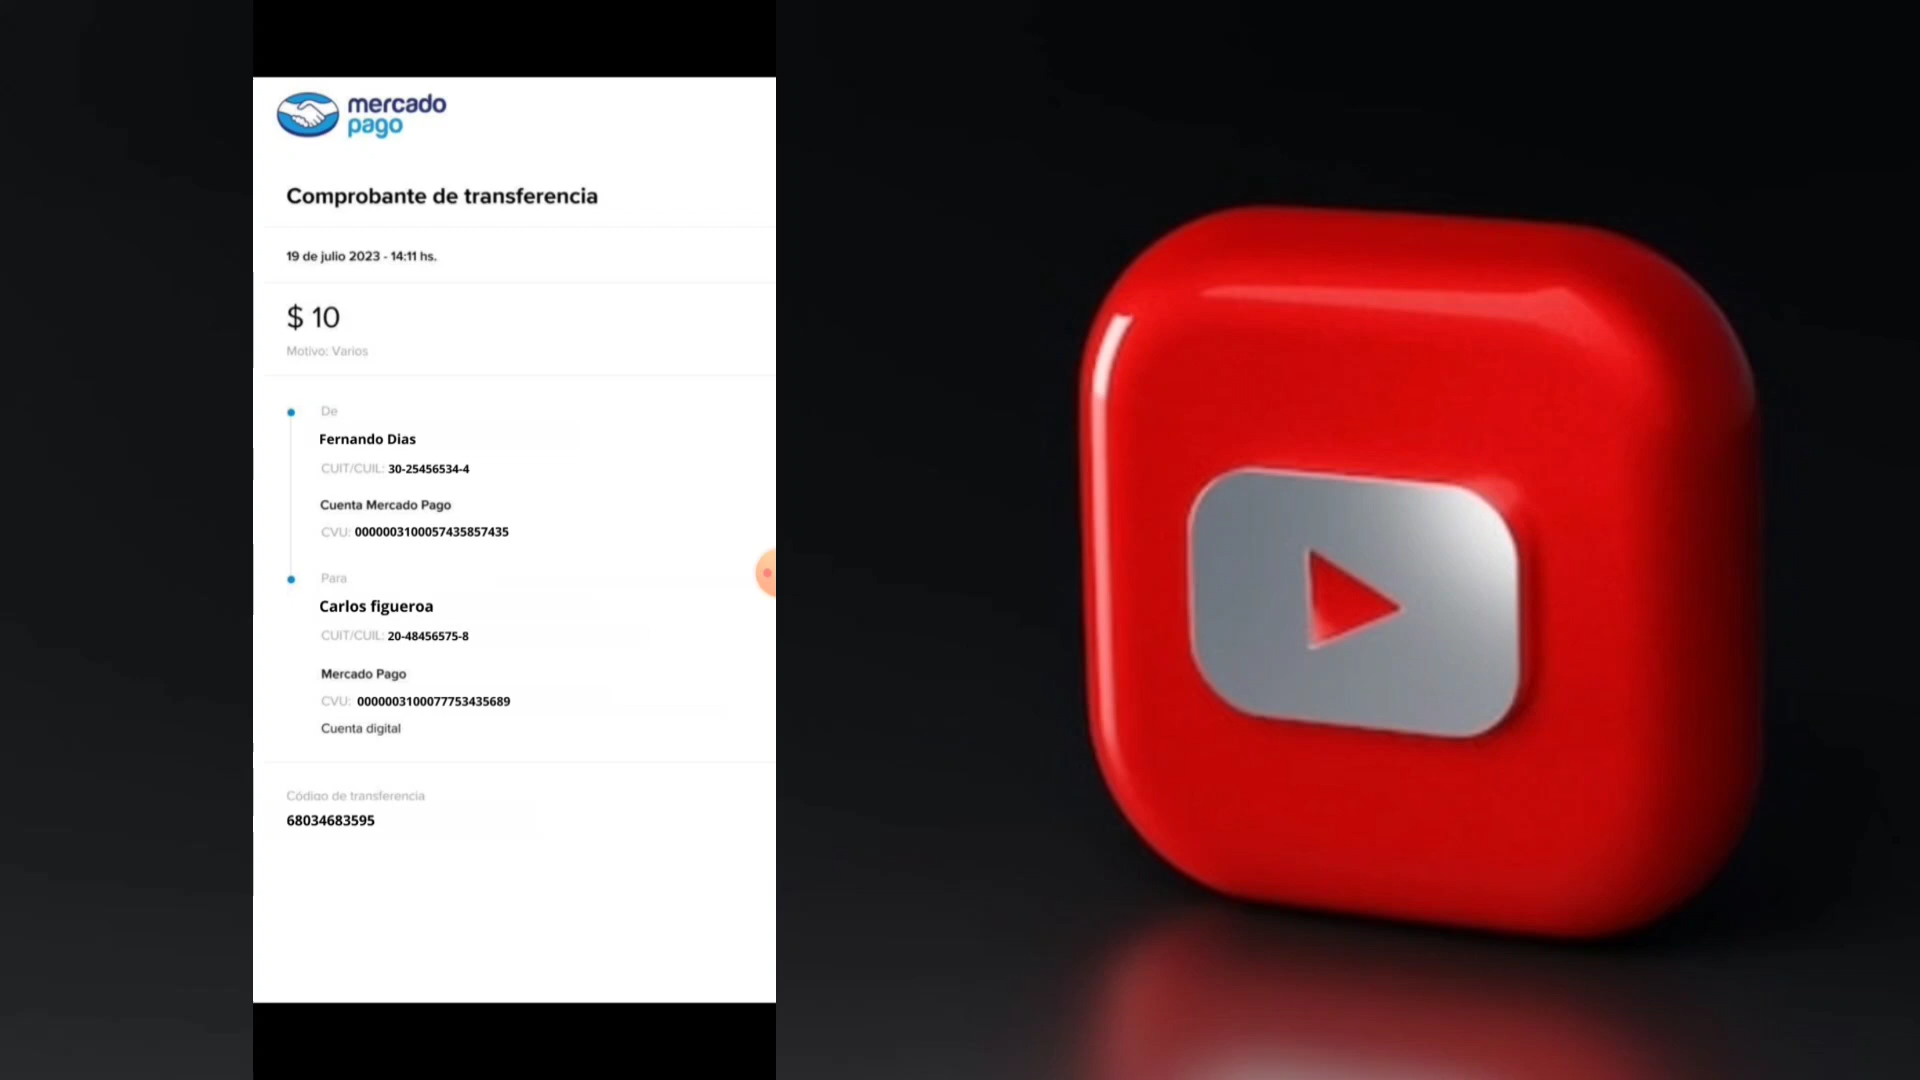 mercado
pago
Comprobante de transferencia
19 de julio 2023 - 14:11 hs.
$ 10
Motivo: Varios
De
Fernando Dias
CUIT/CUIL: 30-25456534-4
Cuenta Mercado Pago
CVU: 0000003100057435857435
Para
Carlos figueroa
CUIT/CUIL: 20-48456575-8
Mercado Pago
CVU: 0000003100077753435689
Cuenta digital
Código de transferencia
68034683595